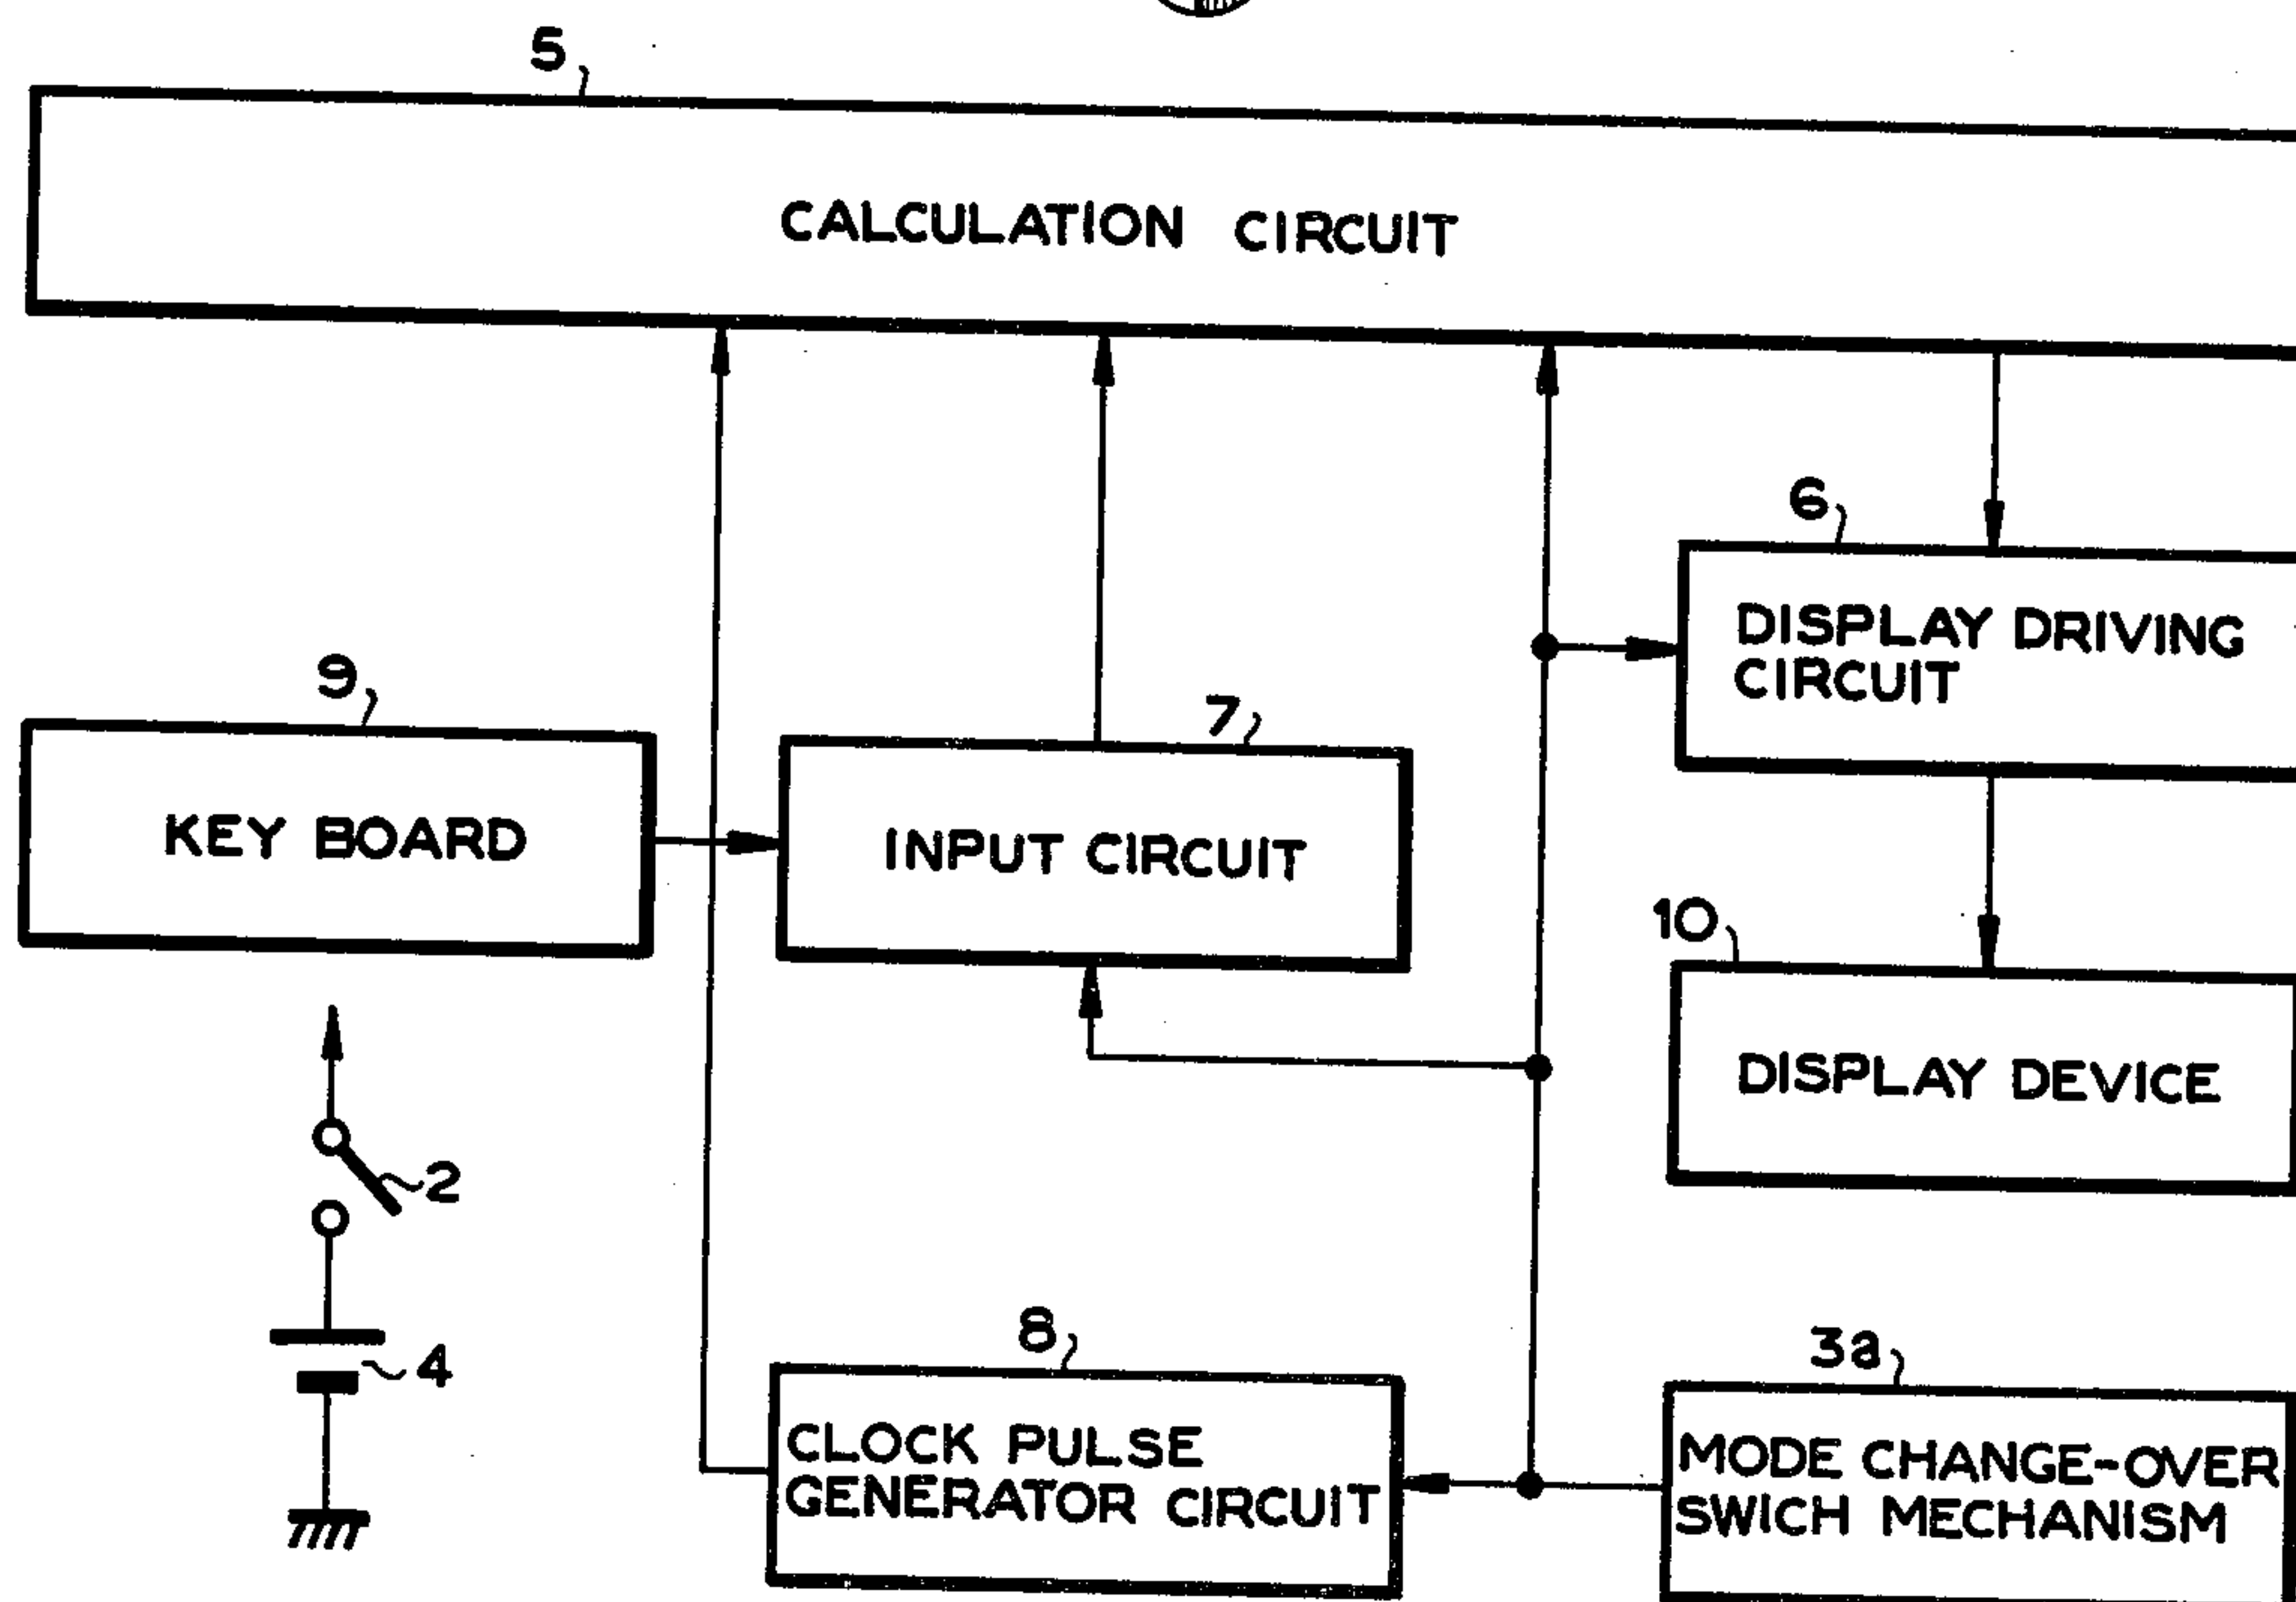 5
CALCULATION CIRCUIT
6
DISPLAY DRIVING
CIRCUIT
9
7
KEY BOARD
INPUT CIRCUIT
10
DISPLAY DEVICE
2
4
8
3a
CLOCK PULSE
GENERATOR CIRCUIT
MODE CHANGE-OVER
SWICH MECHANISM